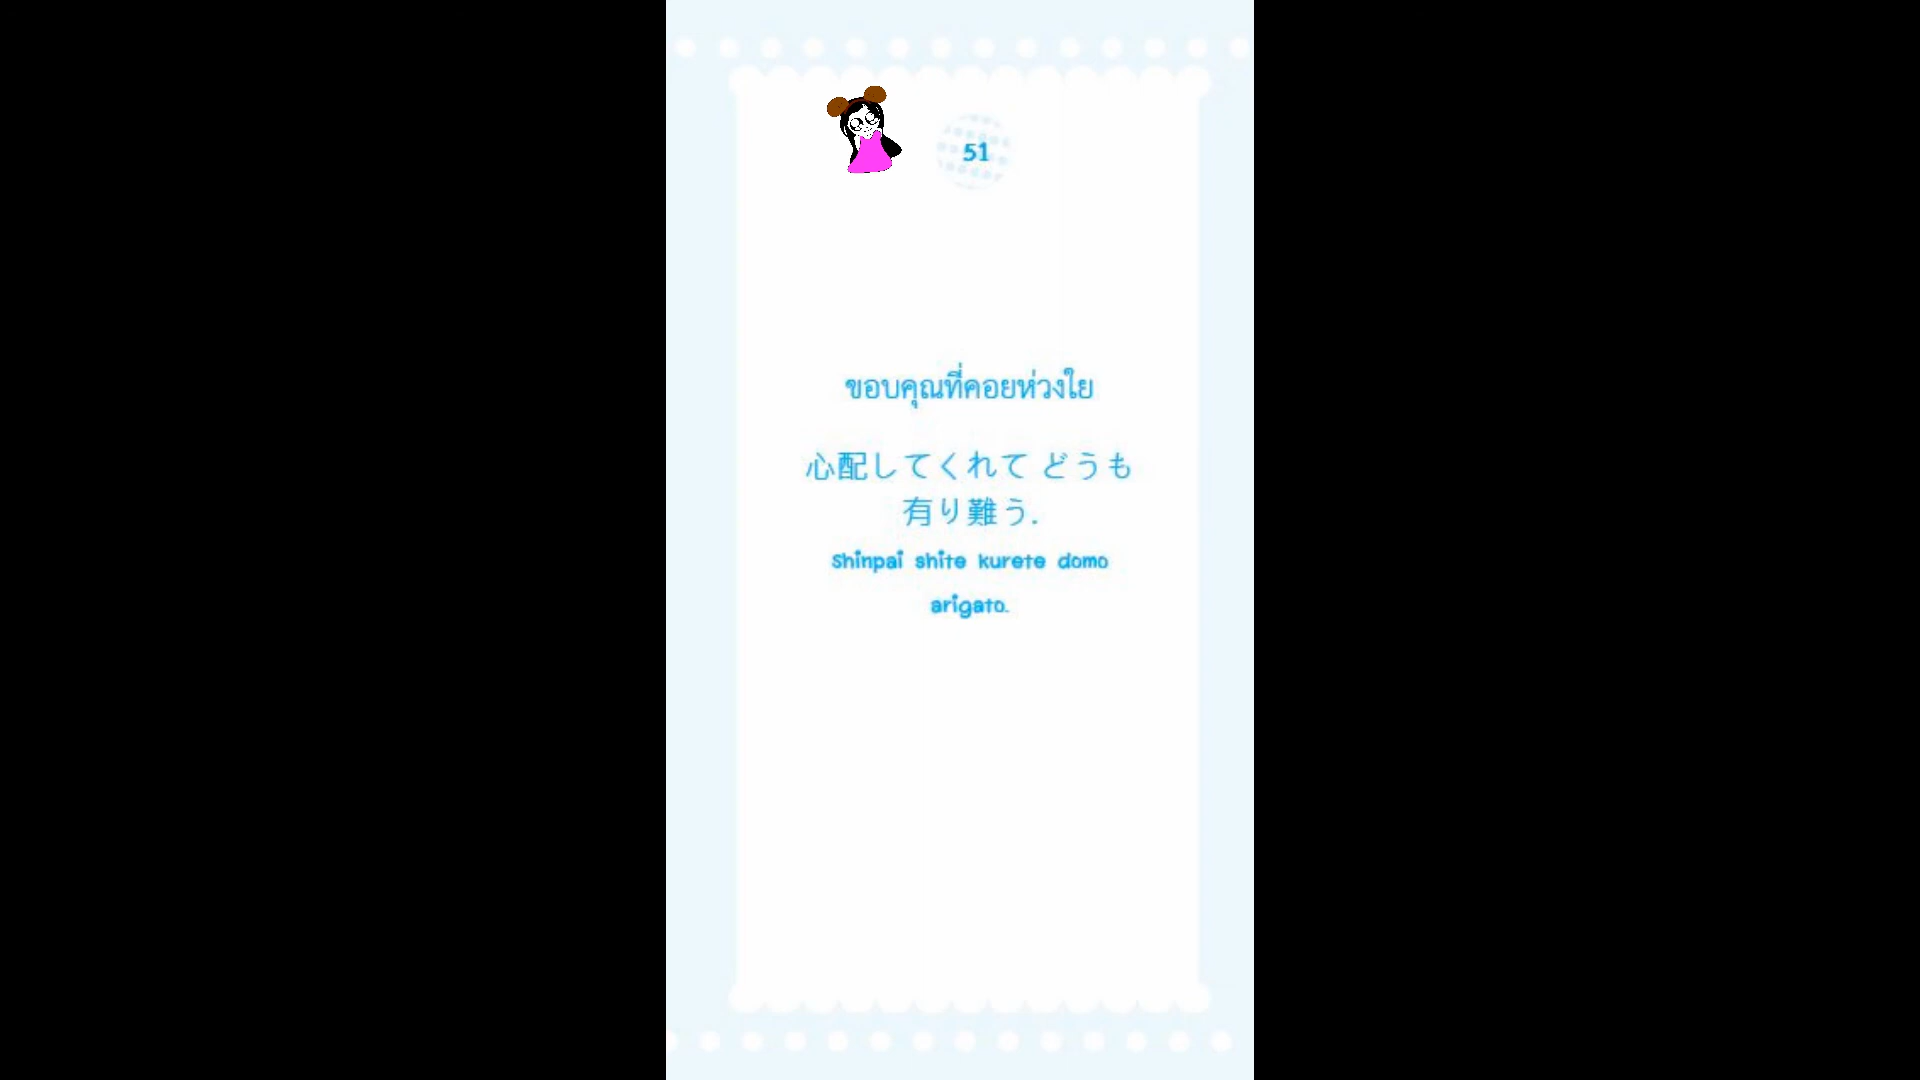 51
ขอบคุณที่คอยห่วงใย
心配してくれて どうも
有り難う.
Shinpai shite kurete domo
arigato.